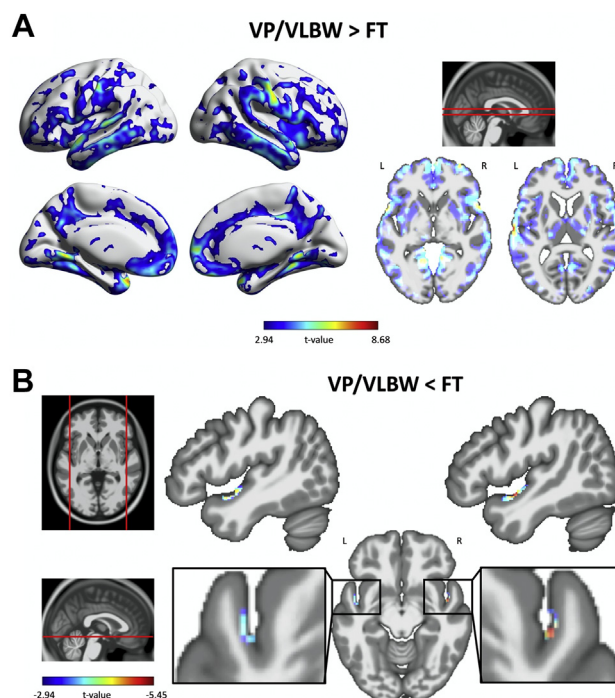 A
VP/VLBW > FT
L
R
L
2.94 t-value 8.68
B
VP/VLBW < FT
L
R
-2.94 t-value -5.45